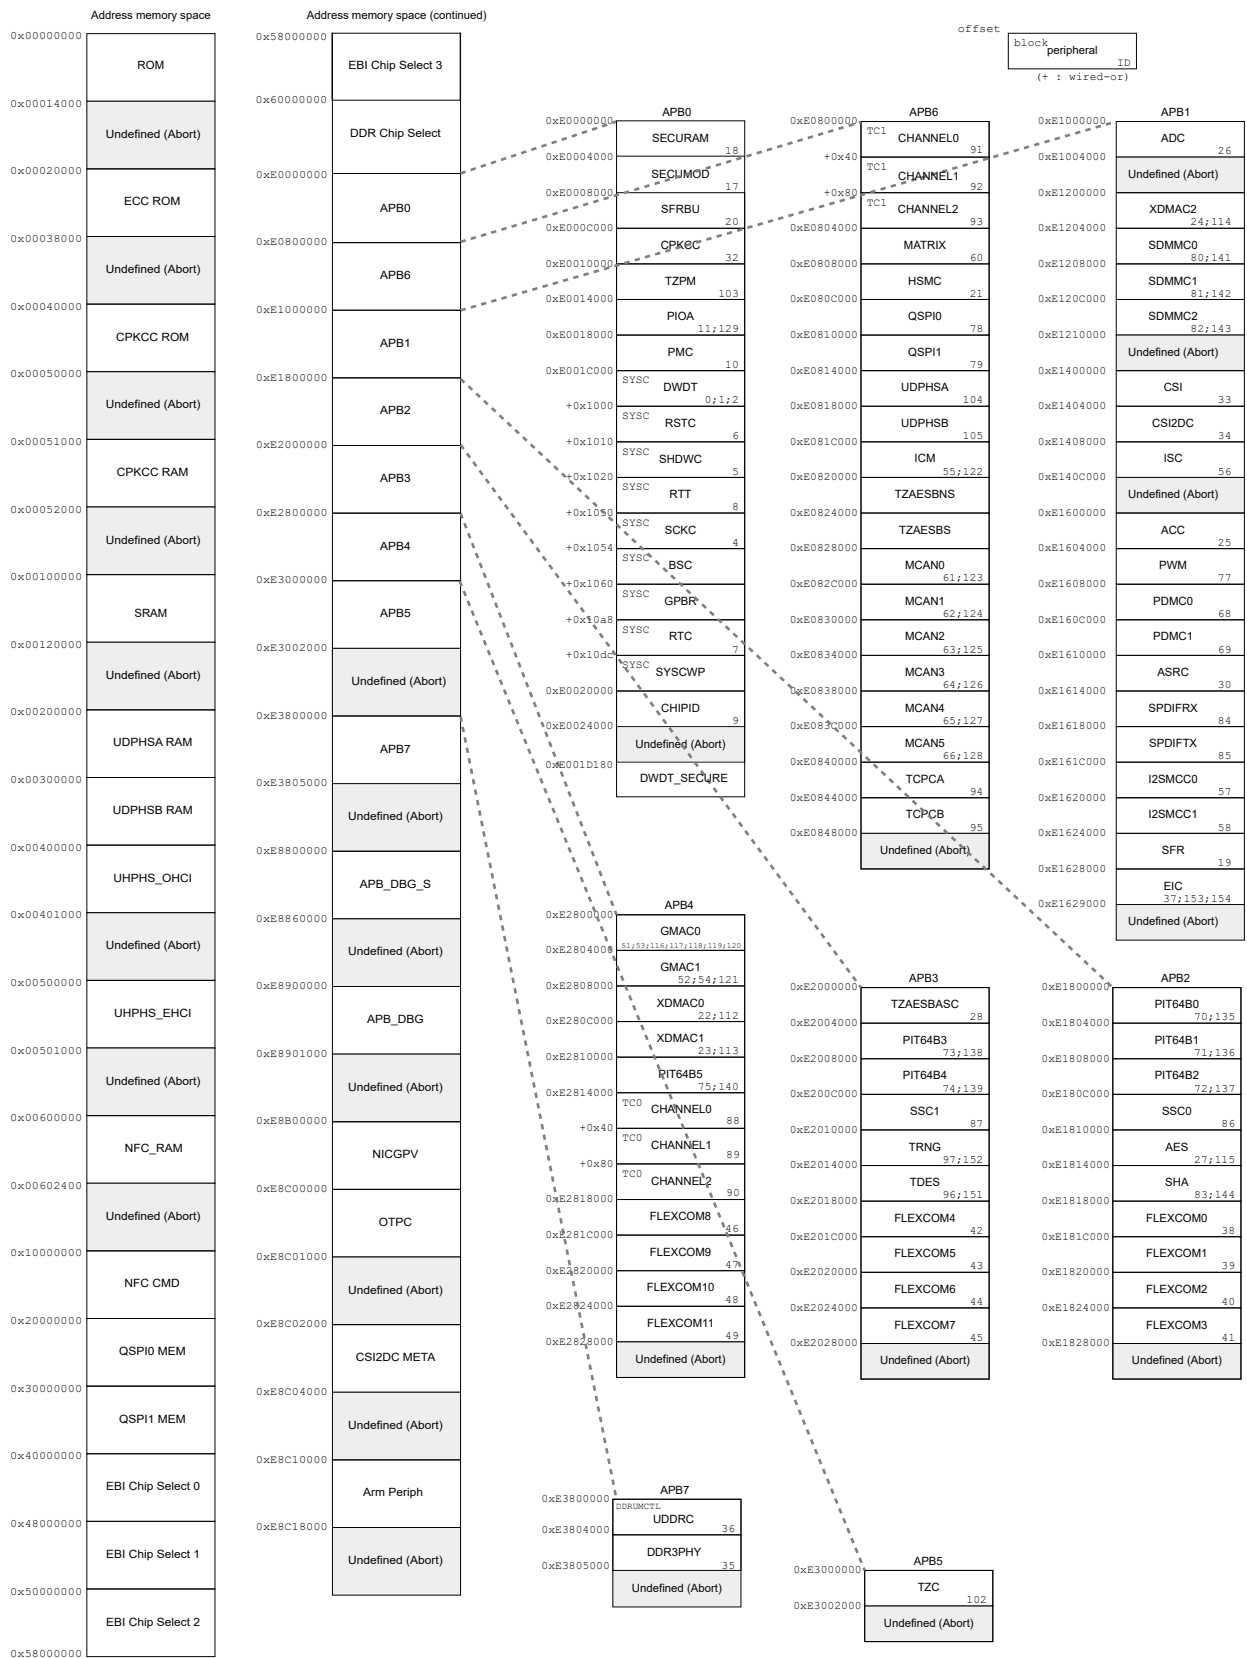 Address memory space
0x00000000
ROM
0x00014000
Undefined (Abort)
0x00020000
ECC ROM
0x00038000
Undefined (Abort)
0x00040000
CPKCC ROM
0x00050000
Undefined (Abort)
0x00051000
CPKCC RAM
0x00052000
Undefined (Abort)
0x00100000
SRAM
0x00120000
Undefined (Abort)
0x00200000
UDPHSA RAM
0x00300000
UDPHSB RAM
0x00400000
UHPHS_OHCI
0x00401000
Undefined (Abort)
0x00500000
UHPHS_EHCI
0x00501000
Undefined (Abort)
0x00600000
NFC_RAM
0x00602400
Undefined (Abort)
0x10000000
NFC CMD
0x20000000
QSPI0 MEM
0x30000000
QSPI1 MEM
0x40000000
EBI Chip Select 0
0x48000000
EBI Chip Select 1
0x50000000
EBI Chip Select 2
0x58000000
Address memory space (continued)
0x58000000
EBI Chip Select 3
0x60000000
DDR Chip Select
0xE0000000
APB0
0xE0800000
APB6
0xE1000000
APB1
0xE1800000
APB2
0xE2000000
APB3
0xE2800000
APB4
0xE3000000
APB5
0xE3002000
Undefined (Abort)
0xE3800000
APB7
0xE3805000
Undefined (Abort)
0xE8800000
APB_DBG_S
0xE8860000
Undefined (Abort)
0xE8900000
APB_DBG
0xE8901000
Undefined (Abort)
0xE8B00000
NICGPV
0xE8C00000
OTPC
0xE8C01000
Undefined (Abort)
0xE8C02000
CSI2DC META
0xE8C04000
Undefined (Abort)
0xE8C10000
Arm Periph
0xE8C18000
Undefined (Abort)
offset
block
peripheral
ID
(+ : wired-or)
APB0
0xE0000000
SECURAM
18
0xE0004000
SECUMOD
17
0xE0008000
SFRBU
20
0xE000C000
CPKCC
32
0xE0010000
TZPM
103
0xE0014000
PIOA
11;129
0xE0018000
PMC
10
0xE001C000
SYSC
DWDT
0;1;2
+0x1000
SYSC
RSTC
6
+0x1010
SYSC
SHDWC
5
+0x1020
SYSC
RTT
8
+0x1050
SYSC
SCKC
4
+0x1054
SYSC
BSC
+0x1060
SYSC
GPBR
+0x10a8
SYSC
RTC
7
+0x10dc
SYSC
SYSCWP
0xE0020000
CHIPID
9
0xE0024000
Undefined (Abort)
0xE001D180
DWDT_SECURE
APB6
0xE0800000
TC1
CHANNEL0
91
+0x40
TC1
CHANNEL1
92
+0x80
TC1
CHANNEL2
93
0xE0804000
MATRIX
60
0xE0808000
HSMC
21
0xE080C000
QSPI0
78
0xE0810000
QSPI1
79
0xE0814000
UDPHSA
104
0xE0818000
UDPHSB
105
0xE081C000
ICM
55;122
0xE0820000
TZAESBNS
0xE0824000
TZAESBS
0xE0828000
MCAN0
61;123
0xE082C000
MCAN1
62;124
0xE0830000
MCAN2
63;125
0xE0834000
MCAN3
64;126
0xE0838000
MCAN4
65;127
0xE083C000
MCAN5
66;128
0xE0840000
TCPCA
94
0xE0844000
TCPCB
95
0xE0848000
Undefined (Abort)
APB1
0xE1000000
ADC
26
0xE1004000
Undefined (Abort)
0xE1200000
XDMAC2
24;114
0xE1204000
SDMMC0
80;141
0xE1208000
SDMMC1
81;142
0xE120C000
SDMMC2
82;143
0xE1210000
Undefined (Abort)
0xE1400000
CSI
33
0xE1404000
CSI2DC
34
0xE1408000
ISC
56
0xE140C000
Undefined (Abort)
0xE1600000
ACC
25
0xE1604000
PWM
77
0xE1608000
PDMC0
68
0xE160C000
PDMC1
69
0xE1610000
ASRC
30
0xE1614000
SPDIFRX
84
0xE1618000
SPDIFTX
85
0xE161C000
I2SMCC0
57
0xE1620000
I2SMCC1
58
0xE1624000
SFR
19
0xE1628000
EIC
37;153;154
0xE1629000
Undefined (Abort)
APB4
0xE2800000
GMAC0
51;53;116;117;118;119;120
0xE2804000
GMAC1
52;54;121
0xE2808000
XDMAC0
22;112
0xE280C000
XDMAC1
23;113
0xE2810000
PIT64B5
75;140
0xE2814000
TC0
CHANNEL0
88
+0x40
TC0
CHANNEL1
89
+0x80
TC0
CHANNEL2
90
0xE2818000
FLEXCOM8
46
0xE281C000
FLEXCOM9
47
0xE2820000
FLEXCOM10
48
0xE2824000
FLEXCOM11
49
0xE2828000
Undefined (Abort)
APB3
0xE2000000
TZAESBASC
28
0xE2004000
PIT64B3
73;138
0xE2008000
PIT64B4
74;139
0xE200C000
SSC1
87
0xE2010000
TRNG
97;152
0xE2014000
TDES
96;151
0xE2018000
FLEXCOM4
42
0xE201C000
FLEXCOM5
43
0xE2020000
FLEXCOM6
44
0xE2024000
FLEXCOM7
45
0xE2028000
Undefined (Abort)
APB2
0xE1800000
PIT64B0
70;135
0xE1804000
PIT64B1
71;136
0xE1808000
PIT64B2
72;137
0xE180C000
SSC0
86
0xE1810000
AES
27;115
0xE1814000
SHA
83;144
0xE1818000
FLEXCOM0
38
0xE181C000
FLEXCOM1
39
0xE1820000
FLEXCOM2
40
0xE1824000
FLEXCOM3
41
0xE1828000
Undefined (Abort)
APB7
0xE3800000
DDRUMCTL
UDDRC
36
0xE3804000
DDR3PHY
35
0xE3805000
Undefined (Abort)
APB5
0xE3000000
TZC
102
0xE3002000
Undefined (Abort)